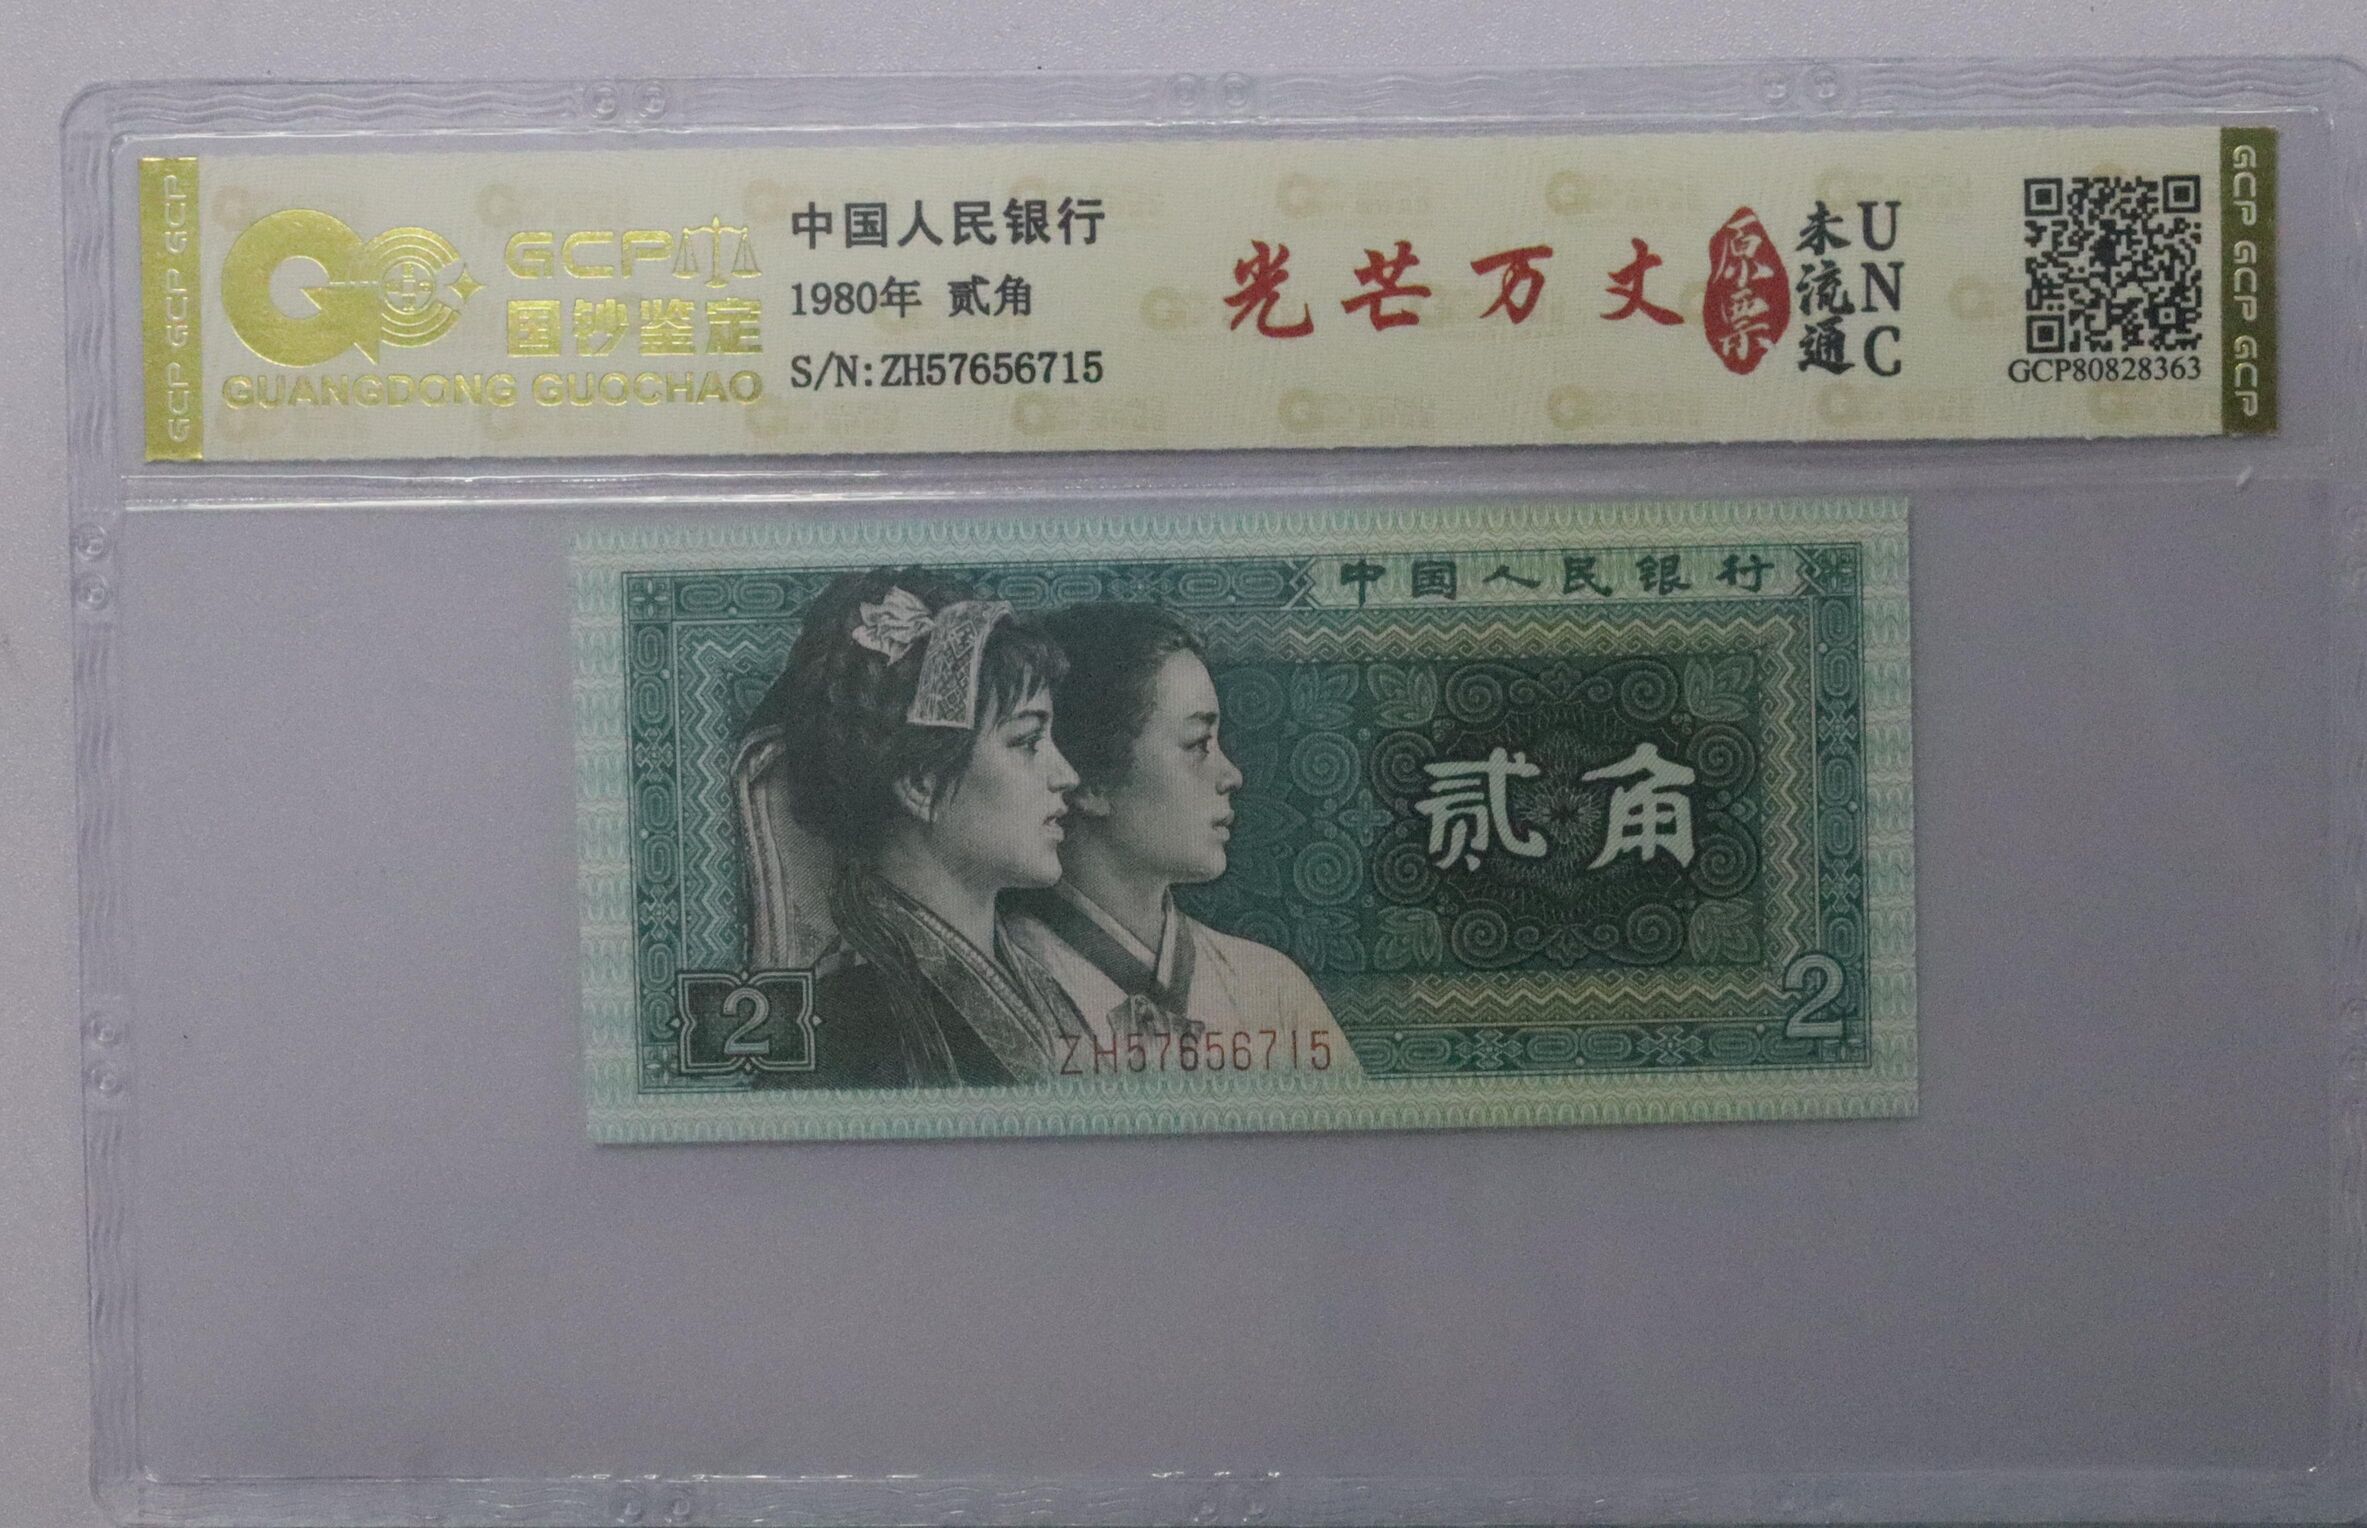 GCP GCP GCP
GCP
国钞鉴定
GUANGDONG GUOCHAO
中国人民银行
1980年 贰角
S/N:ZH57656715
光芒万丈
原票
未流通
UNC
GCP80828363
GCP GCP GCP
中国人民银行
贰角
2
ZH57656715
2